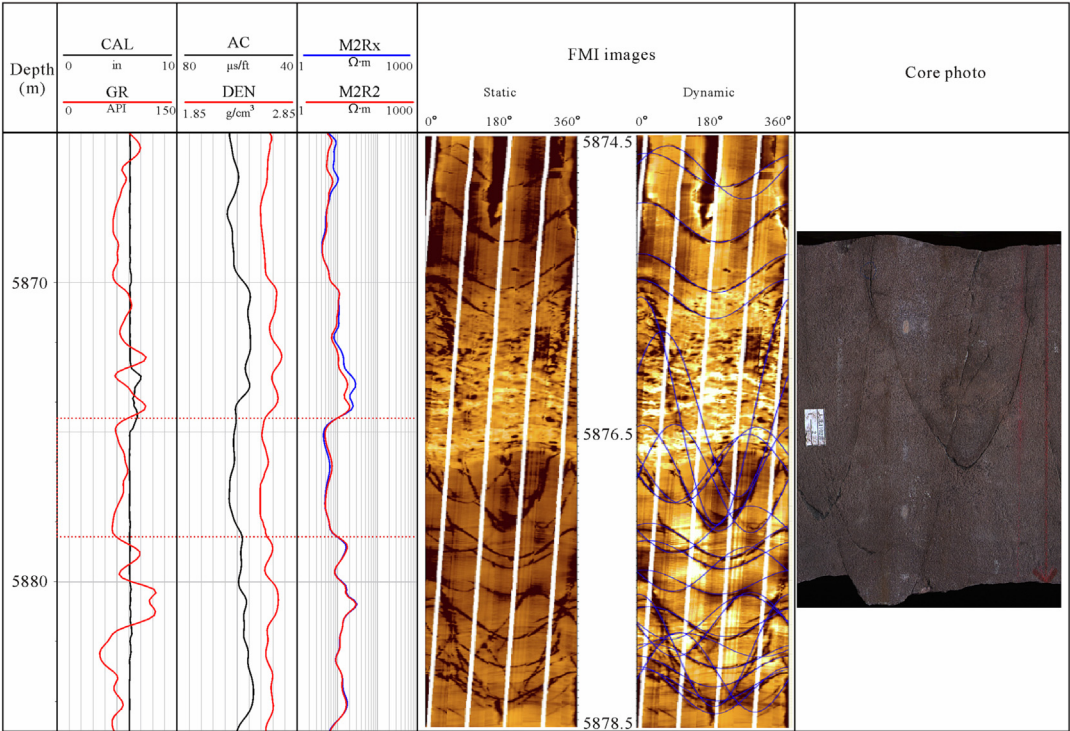 CAL
0 in 10
GR
0 API 150
AC
80 μs/ft 40
DEN
1.85 g/cm³ 2.85
M2Rx
1 Ω·m 1000
M2R2
1 Ω·m 1000
Depth
(m)
FMI images
Static Dynamic
0° 180° 360° 0° 180° 360°
Core photo
5874.5
5870
5876.5
5880
5878.5